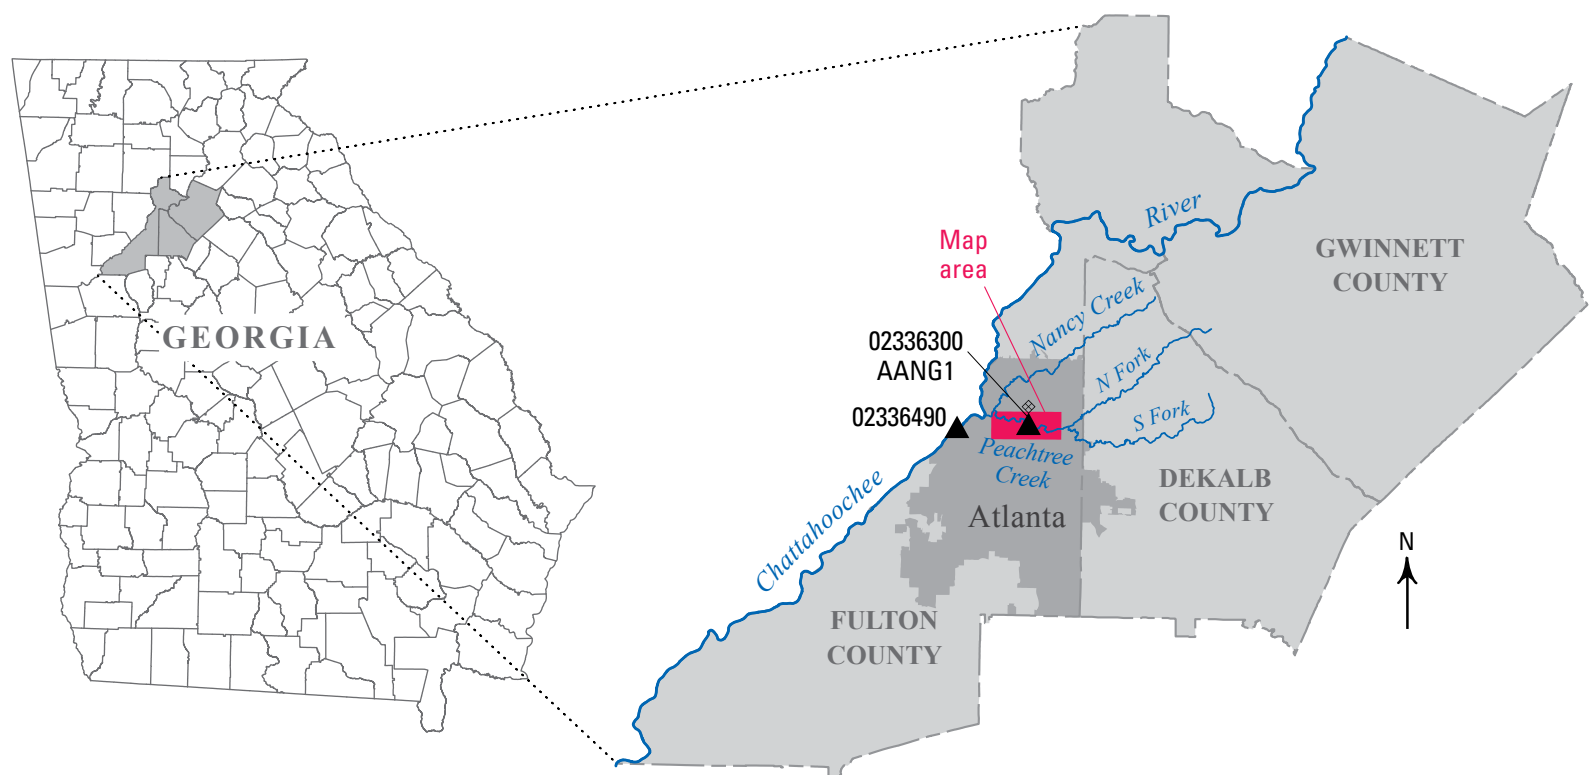 GEORGIA
River
Map
area
GWINNETT
COUNTY
Nancy Creek
02336300
AANG1
N Fork
02336490
S Fork
Peachtree
Creek
DEKALB
COUNTY
Chattahoochee
Atlanta
N
FULTON
COUNTY